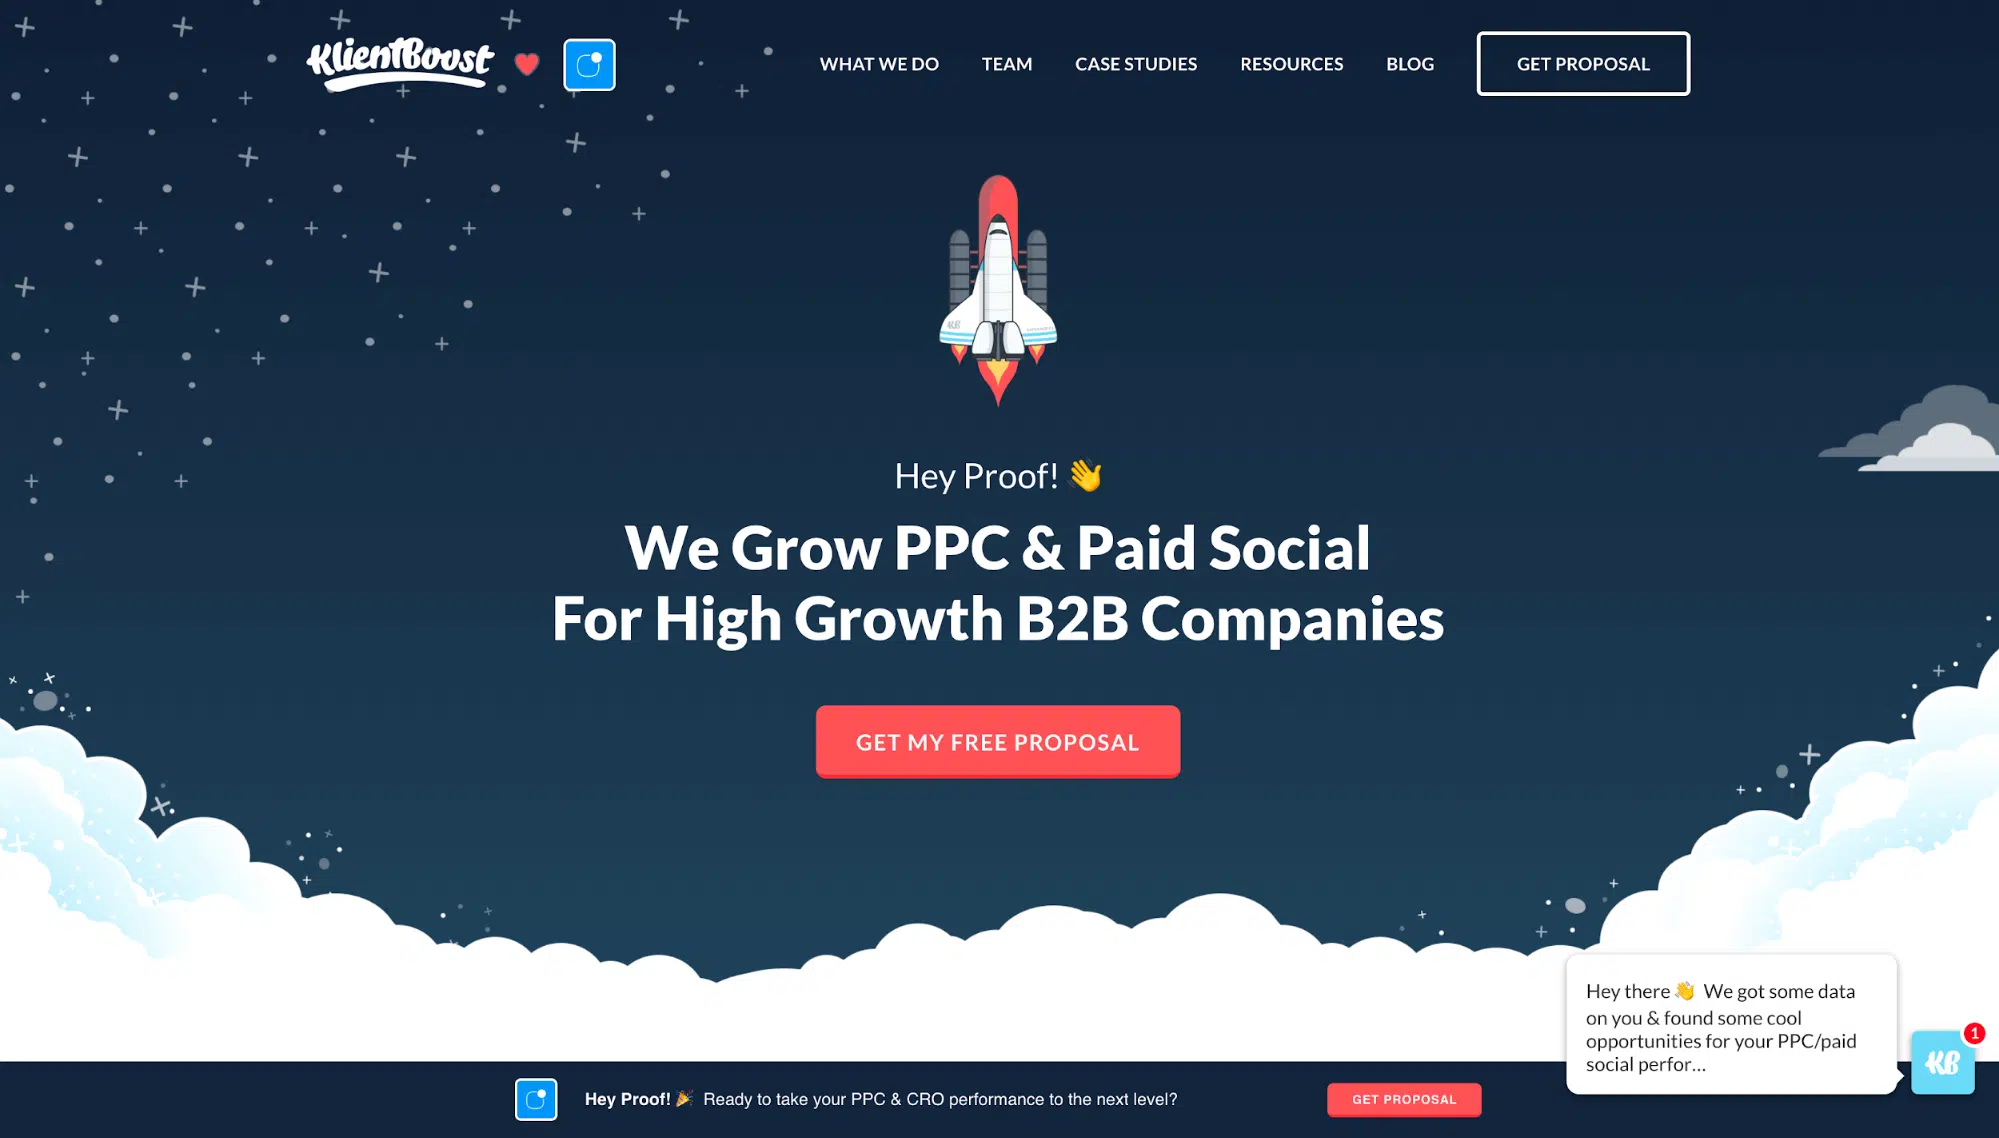 KlientBoost
WHAT WE DO
TEAM
CASE STUDIES
RESOURCES
BLOG
GET PROPOSAL
KB
Hey Proof! 👋
We Grow PPC & Paid Social
For High Growth B2B Companies
GET MY FREE PROPOSAL
Hey there 👋 We got some data
on you & found some cool
opportunities for your PPC/paid
social perfor...
1
KB
Hey Proof! 🎉 Ready to take your PPC & CRO performance to the next level?
GET PROPOSAL